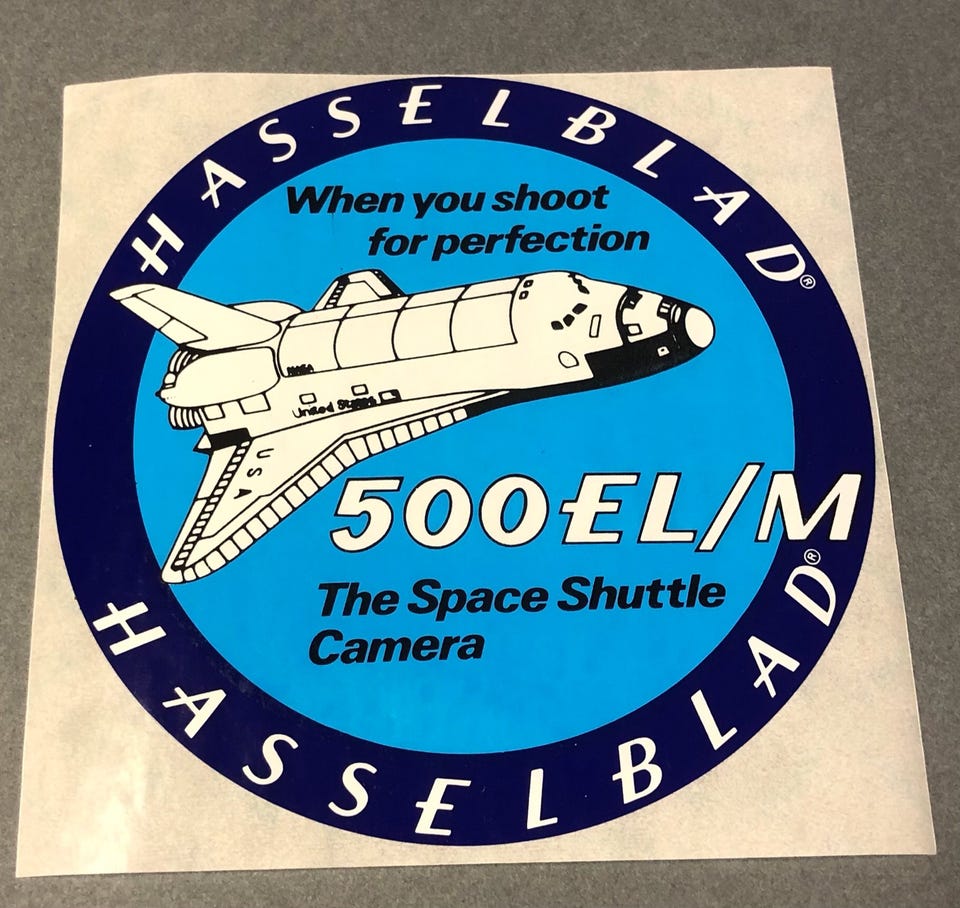 HASSELBLAD®
When you shoot
for perfection
NASA
United States
USA
500EL/M
The Space Shuttle
Camera
HASSELBLAD®